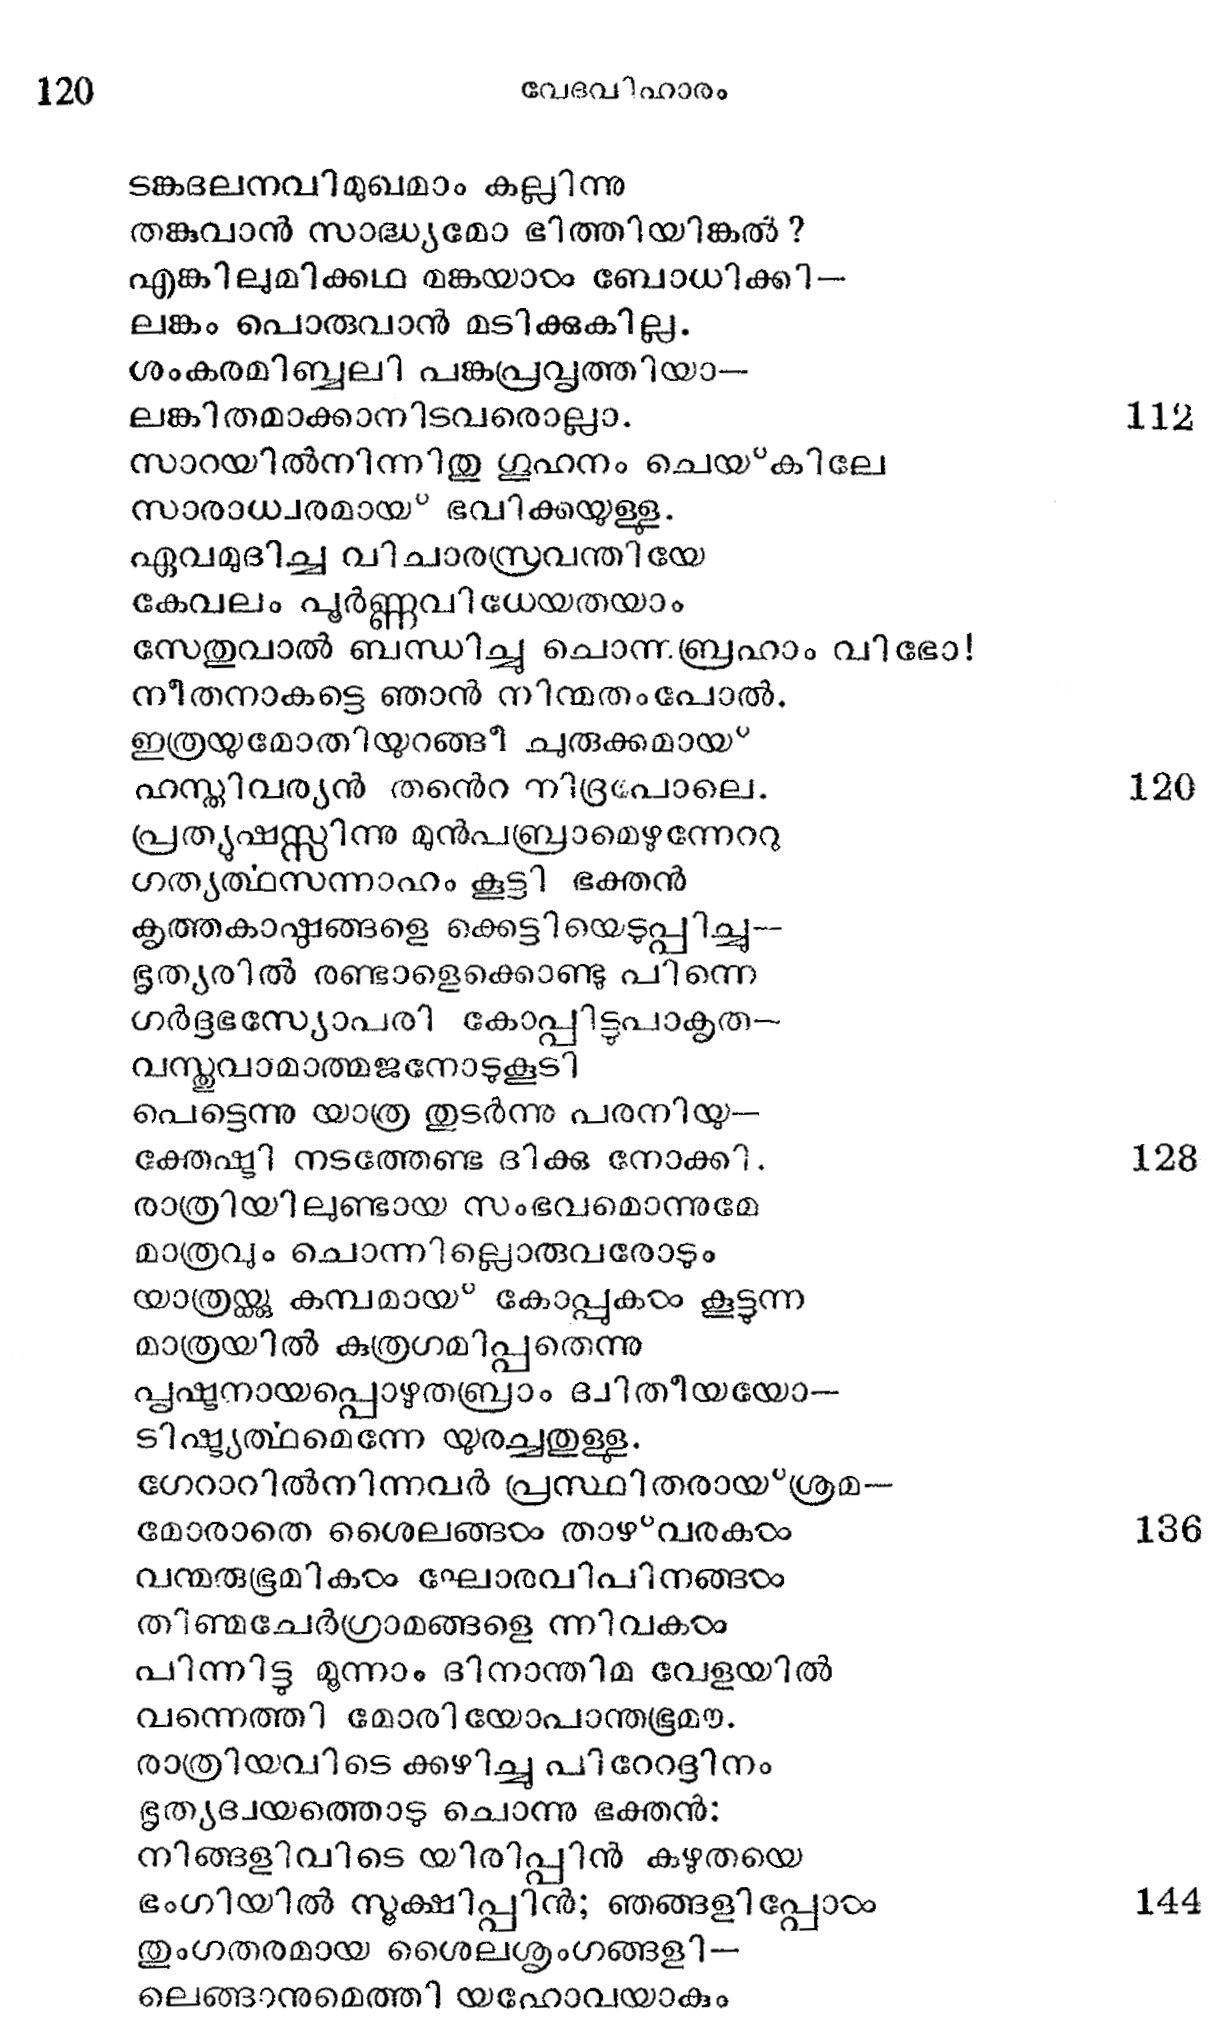 120 വേദവിഹാരം
ടങ്കദലനവിമുഖമാം കല്ലിന്നു
തങ്കുവാൻ സാദ്ധ്യമോ ഭിത്തിയിങ്കൽ?
എങ്കിലുമിക്കഥ മങ്കയാൾ ബോധിക്കി—
ലങ്കം പൊരുവാൻ മടിക്കുകില്ല.
ശംകരമിബ്ബലി പങ്കപ്രവൃത്തിയാ—
ലങ്കിതമാക്കാനിടവരൊല്ലാ. 112
സാറയിൽനിന്നിതു ഗൂഹനം ചെയ്കിലേ
സാരാധ്വരമായ് ഭവിക്കയുള്ളൂ.
ഏവമുദിച്ച വിചാരസ്രവന്തിയേ
കേവലം പൂർണ്ണവിധേയതയാം
സേതുവാൽ ബന്ധിച്ചു ചൊന്നബ്രഹാം വിഭോ!
നീതനാകട്ടെ ഞാൻ നിന്മതംപോൽ.
ഇത്രയുമോതിയുറങ്ങീ ചുരുക്കമായ്
ഹസ്തിവര്യൻ തൻെറ നിദ്രപോലെ. 120
പ്രത്യുഷസ്സിന്നു മുൻപബ്രാമെഴുന്നേററു
ഗത്യർത്ഥസന്നാഹം കൂട്ടി ഭക്തൻ
കൃത്തകാഷ്ഠങ്ങളെ ക്കെട്ടിയെടുപ്പിച്ചു—
ഭൃത്യരിൽ രണ്ടാളെക്കൊണ്ടു പിന്നെ
ഗർദ്ദഭസ്യോപരി കോപ്പിട്ടുപാകൃത—
വസ്തുവാമാത്മജനോടുകൂടി
പെട്ടെന്നു യാത്ര തുടർന്നു പരനിയു—
ക്തേഷ്ടി നടത്തേണ്ട ദിക്കു നോക്കി. 128
രാത്രിയിലുണ്ടായ സംഭവമൊന്നുമേ
മാത്രവും ചൊന്നില്ലൊരുവരോടും
യാത്രയ്ക്കു കമ്പമായ് കോപ്പുകൾ കൂട്ടുന്ന
മാത്രയിൽ കുത്രഗമിപ്പതെന്നു
പൃഷ്ടനായപ്പൊഴുതബ്രാം ദ്വിതീയയോ—
ടിഷ്ട്യർത്ഥമെന്നേ യുരച്ചതുള്ളൂ.
ഗേറാറിൽനിന്നവർ പ്രസ്ഥിതരായ്ശ്രമ—
മോരാതെ ശൈലങ്ങൾ താഴ്‌വരകൾ 136
വന്മരുഭൂമികൾ ഘോരവിപിനങ്ങൾ
തിണ്മചേർഗ്രാമങ്ങളെ ന്നിവകൾ
പിന്നിട്ടു മൂന്നാം ദിനാന്തിമ വേളയിൽ
വന്നെത്തി മോരിയോപാന്തഭൂമൗ.
രാത്രിയവിടെ ക്കഴിച്ചു പിറേറദ്ദിനം
ഭൃത്യദ്വയത്തൊടു ചൊന്നു ഭക്തൻ:
നിങ്ങളിവിടെ യിരിപ്പിൻ കഴുതയെ
ഭംഗിയിൽ സൂക്ഷിപ്പിൻ; ഞങ്ങളിപ്പോൾ 144
തുംഗതരമായ ശൈലശൃംഗങ്ങളി—
ലെങ്ങാനുമെത്തി യഹോവയാകും